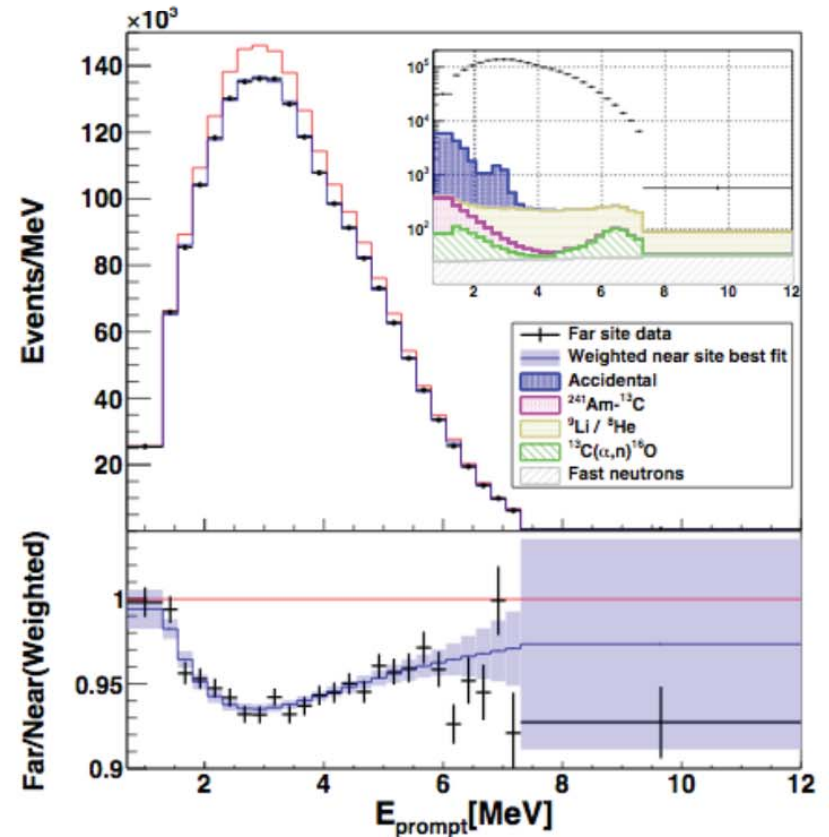 ×10³
140
120
100
80
60
40
20
Events/MeV
10⁵
10⁴
10³
10²
2 4 6 8 10 12
Far site data
Weighted near site best fit
Accidental
²⁴¹Am-¹³C
⁹Li / ⁸He
¹³C(α,n)¹⁶O
Fast neutrons
Far/Near(Weighted)
1
0.95
0.9
2 4 6 8 10 12
E_prompt[MeV]